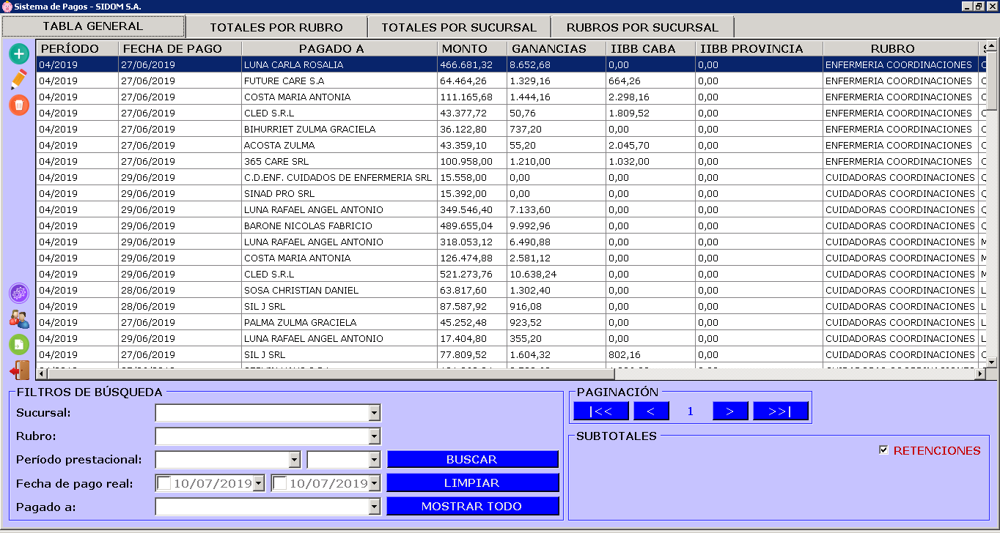 Sistema de Pagos - SIDOM S.A.
TABLA GENERAL TOTALES POR RUBRO TOTALES POR SUCURSAL RUBROS POR SUCURSAL
PERÍODO FECHA DE PAGO PAGADO A MONTO GANANCIAS IIBB CABA IIBB PROVINCIA RUBRO
04/2019 27/06/2019 LUNA CARLA ROSALIA 466.681,32 8.652,68 0,00 0,00 ENFERMERIA COORDINACIONES
04/2019 27/06/2019 FUTURE CARE S.A 64.464,26 1.329,16 664,26 0,00 ENFERMERIA COORDINACIONES
04/2019 27/06/2019 COSTA MARIA ANTONIA 111.165,68 1.444,16 2.298,16 0,00 ENFERMERIA COORDINACIONES
04/2019 27/06/2019 CLED S.R.L 43.377,72 50,76 1.809,52 0,00 ENFERMERIA COORDINACIONES
04/2019 27/06/2019 BIHURRIET ZULMA GRACIELA 36.122,80 737,20 0,00 0,00 ENFERMERIA COORDINACIONES
04/2019 27/06/2019 ACOSTA ZULMA 43.359,10 55,20 2.045,70 0,00 ENFERMERIA COORDINACIONES
04/2019 27/06/2019 365 CARE SRL 100.958,00 1.210,00 1.032,00 0,00 ENFERMERIA COORDINACIONES
04/2019 29/06/2019 C.D.ENF. CUIDADOS DE ENFERMERIA SRL 15.558,00 0,00 0,00 0,00 CUIDADORAS COORDINACIONES
04/2019 29/06/2019 SINAD PRO SRL 15.392,00 0,00 0,00 0,00 CUIDADORAS COORDINACIONES
04/2019 29/06/2019 LUNA RAFAEL ANGEL ANTONIO 349.546,40 7.133,60 0,00 0,00 CUIDADORAS COORDINACIONES
04/2019 29/06/2019 BARONE NICOLAS FABRICIO 489.655,04 9.992,96 0,00 0,00 CUIDADORAS COORDINACIONES
04/2019 29/06/2019 LUNA RAFAEL ANGEL ANTONIO 318.053,12 6.490,88 0,00 0,00 CUIDADORAS COORDINACIONES
04/2019 29/06/2019 COSTA MARIA ANTONIA 126.474,88 2.581,12 0,00 0,00 CUIDADORAS COORDINACIONES
04/2019 29/06/2019 CLED S.R.L 521.273,76 10.638,24 0,00 0,00 CUIDADORAS COORDINACIONES
04/2019 28/06/2019 SOSA CHRISTIAN DANIEL 63.817,60 1.302,40 0,00 0,00 CUIDADORAS COORDINACIONES
04/2019 28/06/2019 SIL J SRL 87.587,92 916,08 0,00 0,00 CUIDADORAS COORDINACIONES
04/2019 27/06/2019 PALMA ZULMA GRACIELA 45.252,48 923,52 0,00 0,00 CUIDADORAS COORDINACIONES
04/2019 29/06/2019 LUNA RAFAEL ANGEL ANTONIO 17.404,80 355,20 0,00 0,00 CUIDADORAS COORDINACIONES
04/2019 27/06/2019 SIL J SRL 77.809,52 1.604,32 802,16 0,00 CUIDADORAS COORDINACIONES
FILTROS DE BÚSQUEDA
Sucursal:
Rubro:
Período prestacional: BUSCAR
Fecha de pago real: 10/07/2019 10/07/2019 LIMPIAR
Pagado a: MOSTRAR TODO
PAGINACIÓN
|<< < 1 > >>|
SUBTOTALES
RETENCIONES